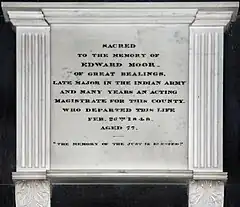 SACRED
TO THE MEMORY OF
EDWARD MOOR,
OF GREAT BEALINGS,
LATE MAJOR IN THE INDIAN ARMY
AND MANY YEARS AN ACTING
MAGISTRATE FOR THIS COUNTY,
WHO DEPARTED THIS LIFE
FEB. 26TH 1848,
AGED 77.
"THE MEMORY OF THE JUST IS BLESSED"